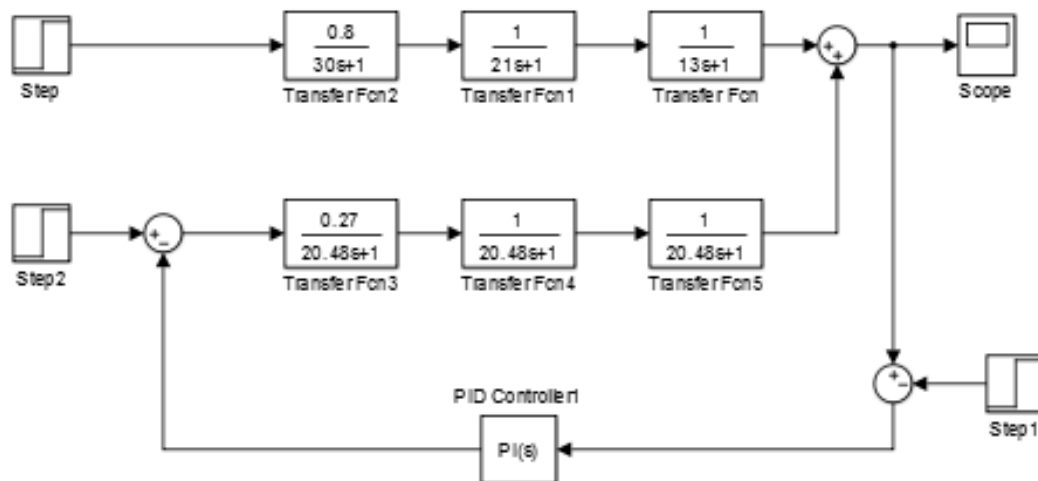 Step
0.8
30s+1
Transfer Fcn2
1
21s+1
Transfer Fcn1
1
13s+1
Transfer Fcn
+
+
Scope
Step2
+
-
0.27
20.48s+1
Transfer Fcn3
1
20.48s+1
Transfer Fcn4
1
20.48s+1
Transfer Fcn5
+
-
Step1
PID Controller1
PI(s)